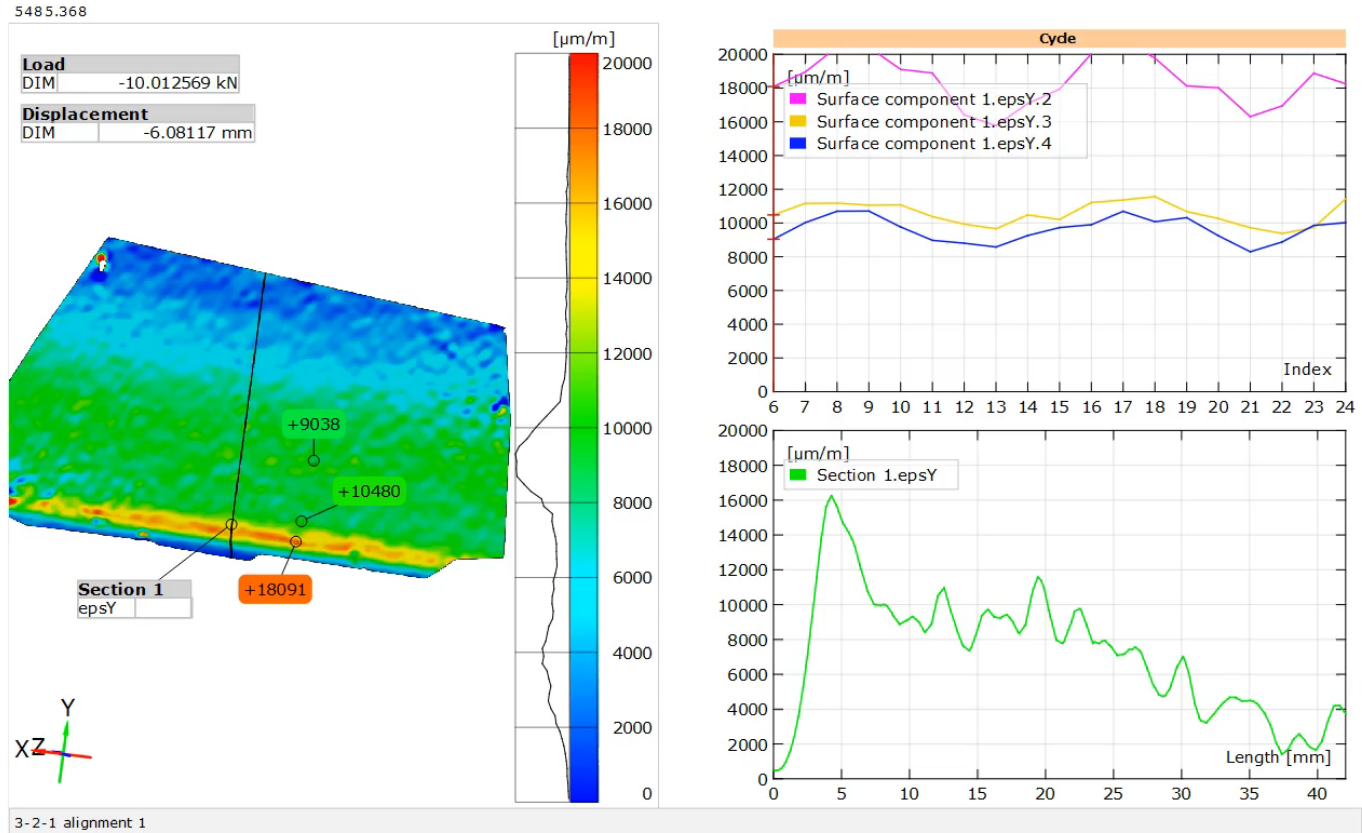 5485.368
Load
DIM -10.012569 kN
Displacement
DIM -6.08117 mm
[µm/m]
20000
18000
16000
14000
12000
10000
8000
6000
4000
2000
0
+9038
+10480
+18091
Section 1
epsY
Y
X Z
3-2-1 alignment 1
Cycle
[µm/m]
Surface component 1.epsY.2
Surface component 1.epsY.3
Surface component 1.epsY.4
20000
18000
16000
14000
12000
10000
8000
6000
4000
2000
0
Index
6 7 8 9 10 11 12 13 14 15 16 17 18 19 20 21 22 23 24
[µm/m]
Section 1.epsY
20000
18000
16000
14000
12000
10000
8000
6000
4000
2000
0
Length [mm]
0 5 10 15 20 25 30 35 40